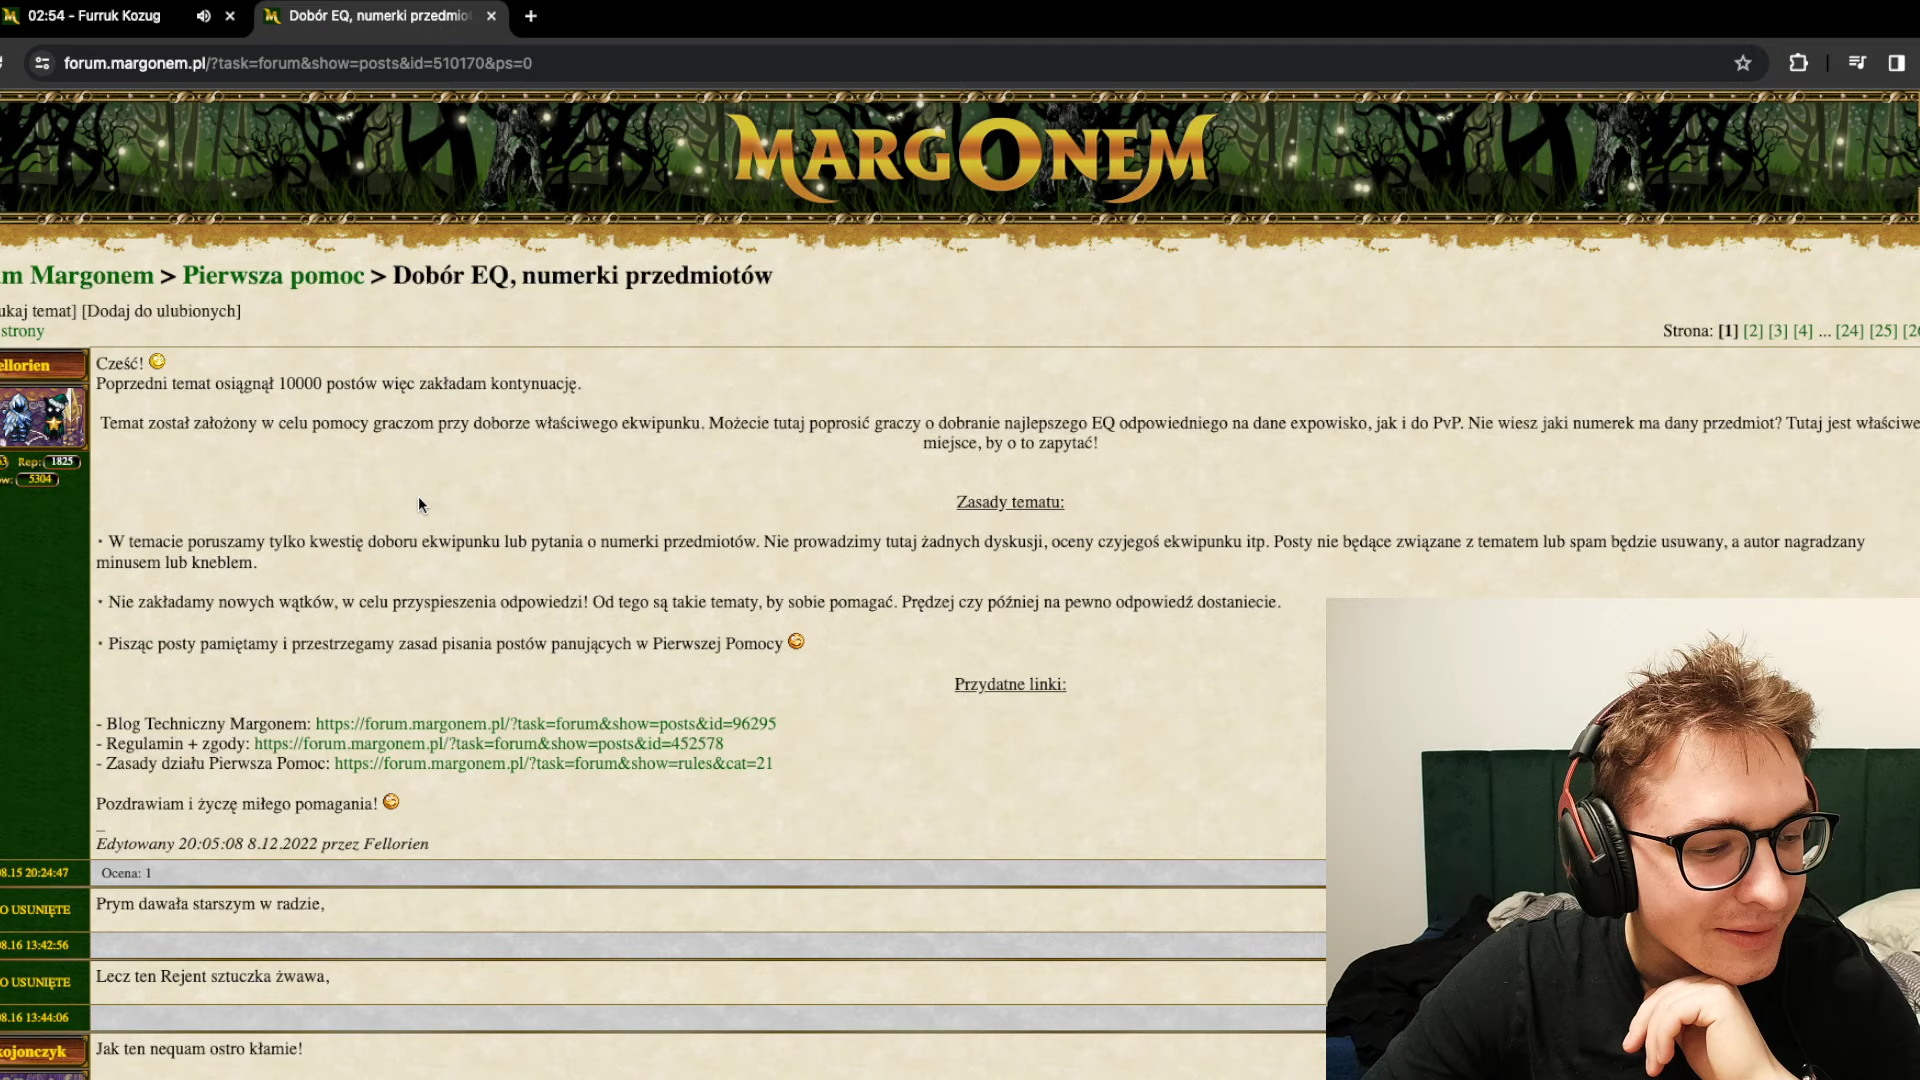 02:54 - Furruk Kozug
Dobór EQ, numerki przedmiot
forum.margonem.pl/?task=forum&show=posts&id=510170&ps=0
MARGONEM
m Margonem > Pierwsza pomoc > Dobór EQ, numerki przedmiotów
ukaj temat] [Dodaj do ulubionych]
strony
Strona: [1] [2] [3] [4] ... [24] [25] [26
ellorien
Cześć!
Poprzedni temat osiągnął 10000 postów więc zakładam kontynuację.
Temat został założony w celu pomocy graczom przy doborze właściwego ekwipunku. Możecie tutaj poprosić graczy o dobranie najlepszego EQ odpowiedniego na dane expowisko, jak i do PvP. Nie wiesz jaki numerek ma dany przedmiot? Tutaj jest właściwe
miejsce, by o to zapytać!
Rep: 1825
w: 5304
Zasady tematu:
• W temacie poruszamy tylko kwestię doboru ekwipunku lub pytania o numerki przedmiotów. Nie prowadzimy tutaj żadnych dyskusji, oceny czyjegoś ekwipunku itp. Posty nie będące związane z tematem lub spam będzie usuwany, a autor nagradzany
minusem lub kneblem.
• Nie zakładamy nowych wątków, w celu przyspieszenia odpowiedzi! Od tego są takie tematy, by sobie pomagać. Prędzej czy później na pewno odpowiedź dostaniecie.
• Pisząc posty pamiętamy i przestrzegamy zasad pisania postów panujących w Pierwszej Pomocy
Przydatne linki:
- Blog Techniczny Margonem: https://forum.margonem.pl/?task=forum&show=posts&id=96295
- Regulamin + zgody: https://forum.margonem.pl/?task=forum&show=posts&id=452578
- Zasady działu Pierwsza Pomoc: https://forum.margonem.pl/?task=forum&show=rules&cat=21
Pozdrawiam i życzę miłego pomagania!
_
Edytowany 20:05:08 8.12.2022 przez Fellorien
08.15 20:24:47
Ocena: 1
O USUNIĘTE
Prym dawała starszym w radzie,
08.16 13:42:56
O USUNIĘTE
Lecz ten Rejent sztuczka żwawa,
08.16 13:44:06
kojonczyk
Jak ten nequam ostro kłamie!